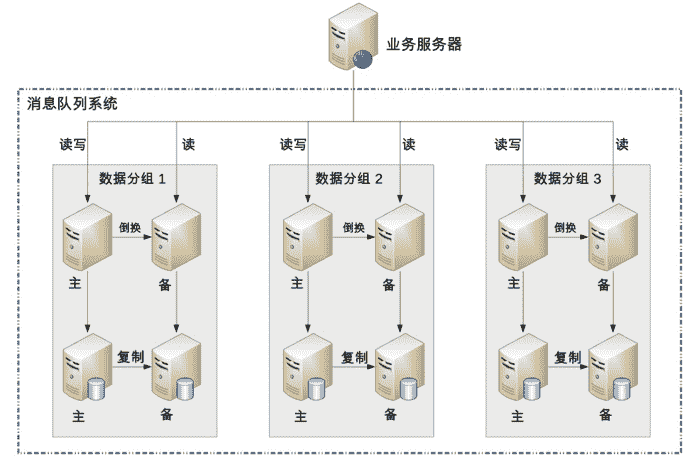 业务服务器
消息队列系统
读写 读 读写 读 读写 读
数据分组 1 数据分组 2 数据分组 3
倒换 倒换 倒换
主 备 主 备 主 备
复制 复制 复制
主 备 主 备 主 备